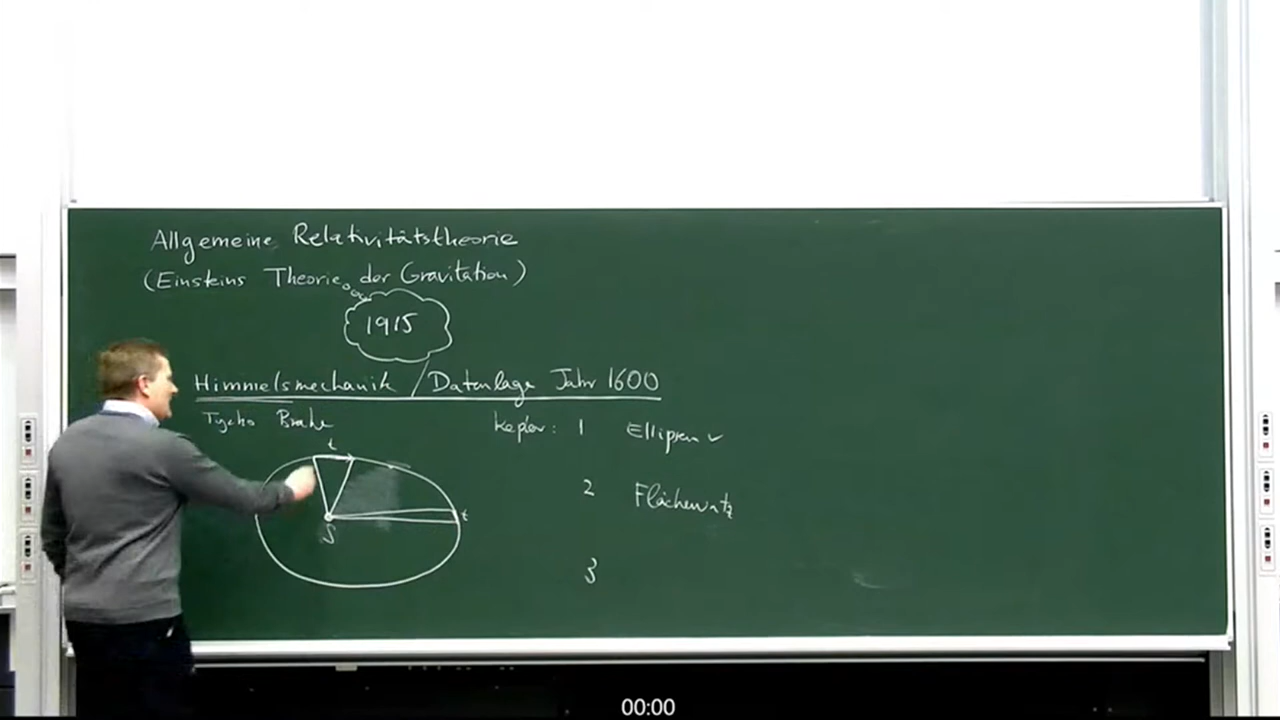 Allgemeine Relativitätstheorie
(Einsteins Theorie der Gravitation)
1915
Himmelsmechanik / Datenlage Jahr 1600
Tycho Brahe
Kepler: 1 Ellipsen
t
2 Flächensatz
S
t
3
00:00